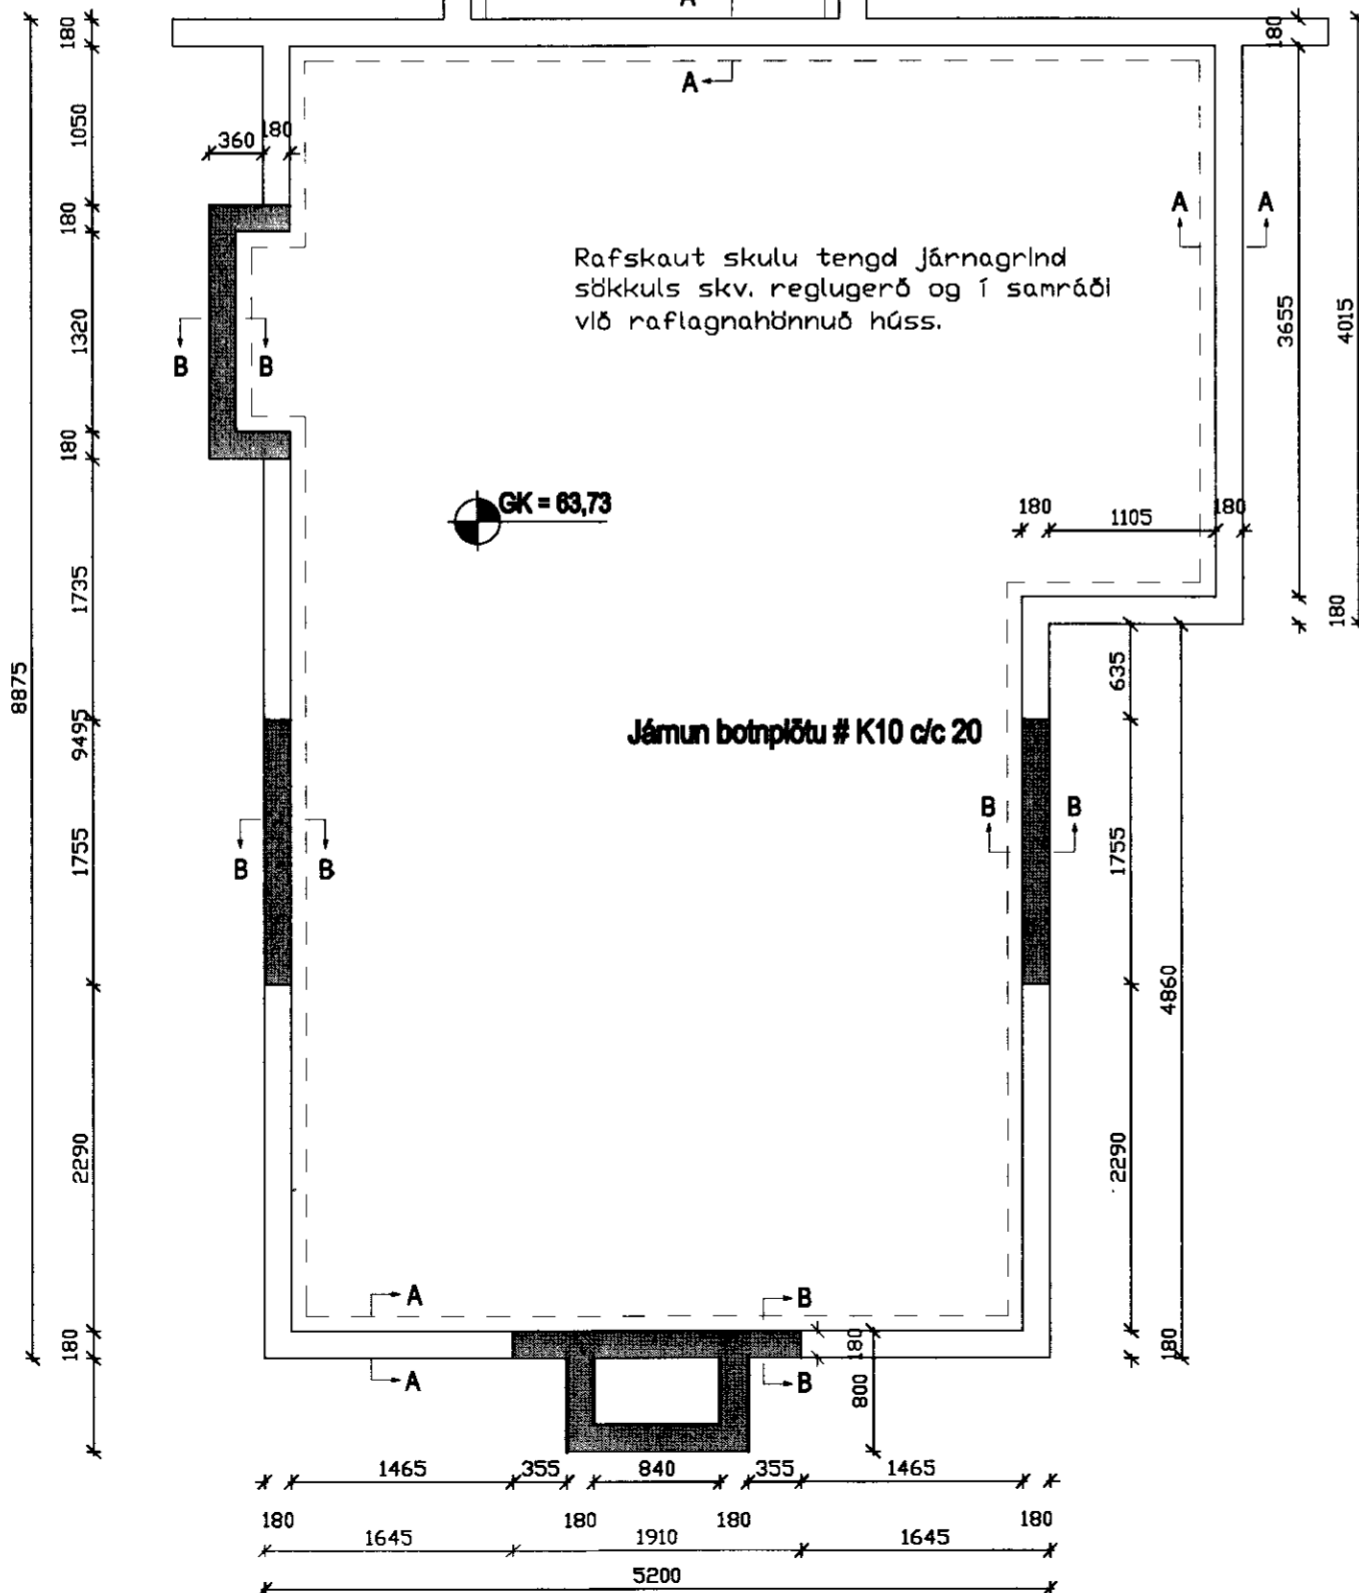 A
180
180
A
1050
360
180
180
A
A
Rafskaut skulu tengd járnagrind
sökkuls skv. reglugerð og í samráði
við raflagnahönnuð húss.
1320
3655
4015
B
B
180
GK = 63,73
180
1105
180
1735
180
635
8875
9495
Járnun botnplötu # K10 c/c 20
B
B
1755
B
B
1755
4860
2290
2290
A
B
180
180
180
A
B
800
1465
355
840
355
1465
180
180
180
180
1645
1910
1645
5200